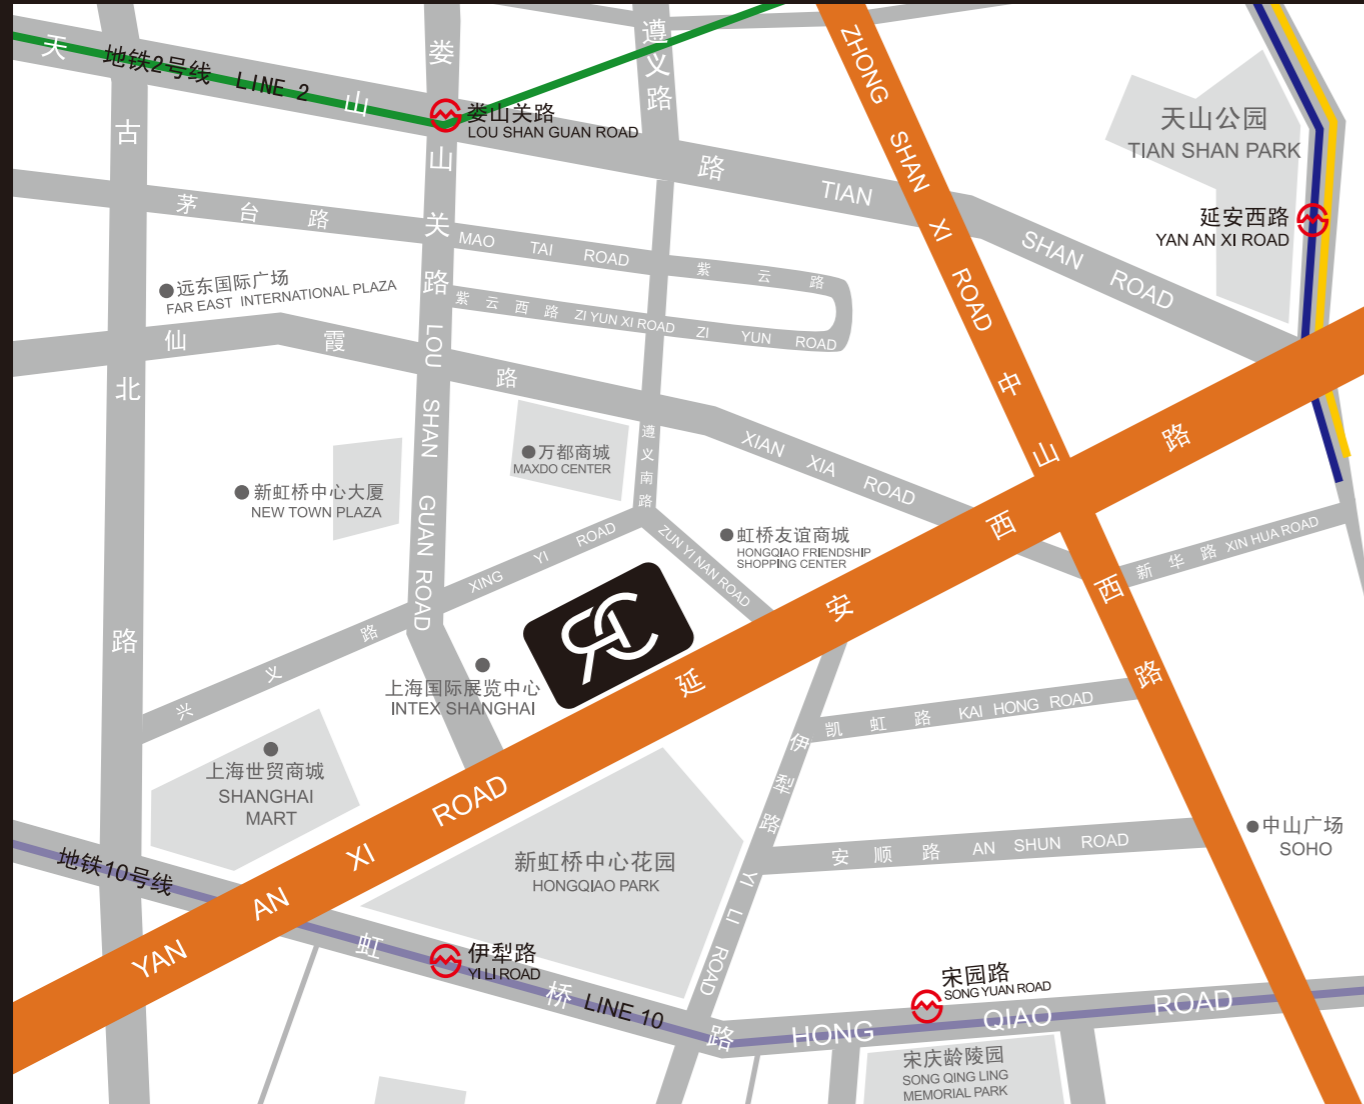 天
山
路
TIAN
SHAN
ROAD
地铁2号线 LINE 2
娄山关路
LOU SHAN GUAN ROAD
娄
山
关
路
LOU
SHAN
GUAN ROAD
遵义路
ZHONG
SHAN
XI
ROAD
中
山
西
路
天山公园
TIAN SHAN PARK
延安西路
YAN AN XI ROAD
古
北
路
茅 台 路
MAO TAI ROAD
紫 云 路
紫 云 西 路 ZI YUN XI ROAD
ZI YUN ROAD
远东国际广场
FAR EAST INTERNATIONAL PLAZA
仙 霞 路
XIAN XIA ROAD
万都商城
MAXDO CENTER
遵义南路
ZUN YI NAN ROAD
新虹桥中心大厦
NEW TOWN PLAZA
虹桥友谊商城
HONGQIAO FRIENDSHIP
SHOPPING CENTER
新 华 路 XIN HUA ROAD
兴 义 路
XING YI ROAD
上海国际展览中心
INTEX SHANGHAI
延 安 西 路
YAN AN XI ROAD
上海世贸商城
SHANGHAI
MART
凯 虹 路 KAI HONG ROAD
伊 犁 路
YI LI ROAD
安 顺 路 AN SHUN ROAD
中山广场
SOHO
新虹桥中心花园
HONGQIAO PARK
地铁10号线
LINE 10
伊犁路
YI LI ROAD
虹 桥 路
HONG QIAO ROAD
宋园路
SONG YUAN ROAD
宋庆龄陵园
SONG QING LING
MEMORIAL PARK